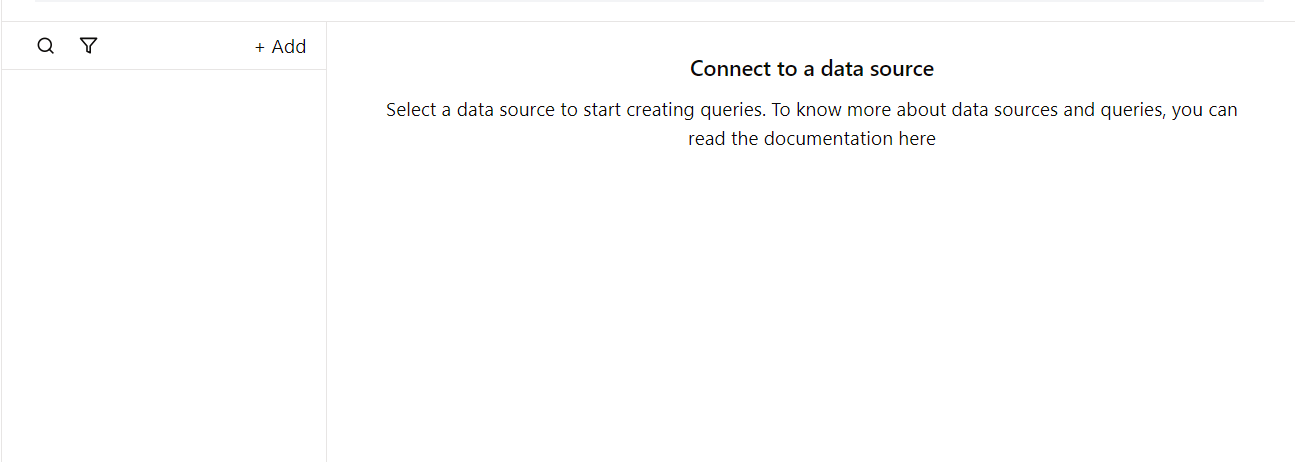 + Add
Connect to a data source
Select a data source to start creating queries. To know more about data sources and queries, you can
read the documentation here